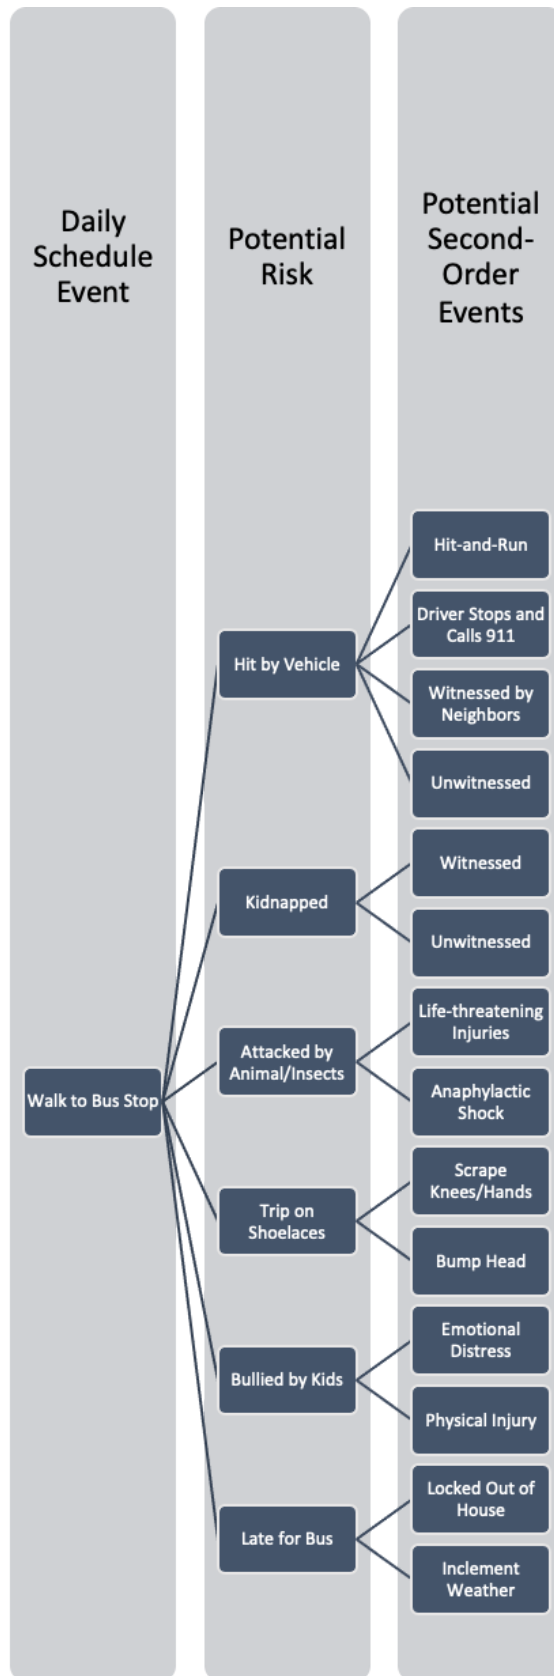 Daily
Schedule
Event
Potential
Risk
Potential
Second-
Order
Events
Walk to Bus Stop
Hit by Vehicle
Hit-and-Run
Driver Stops and
Calls 911
Witnessed by
Neighbors
Unwitnessed
Kidnapped
Witnessed
Unwitnessed
Attacked by
Animal/Insects
Life-threatening
Injuries
Anaphylactic
Shock
Trip on
Shoelaces
Scrape
Knees/Hands
Bump Head
Bullied by Kids
Emotional
Distress
Physical Injury
Late for Bus
Locked Out of
House
Inclement
Weather